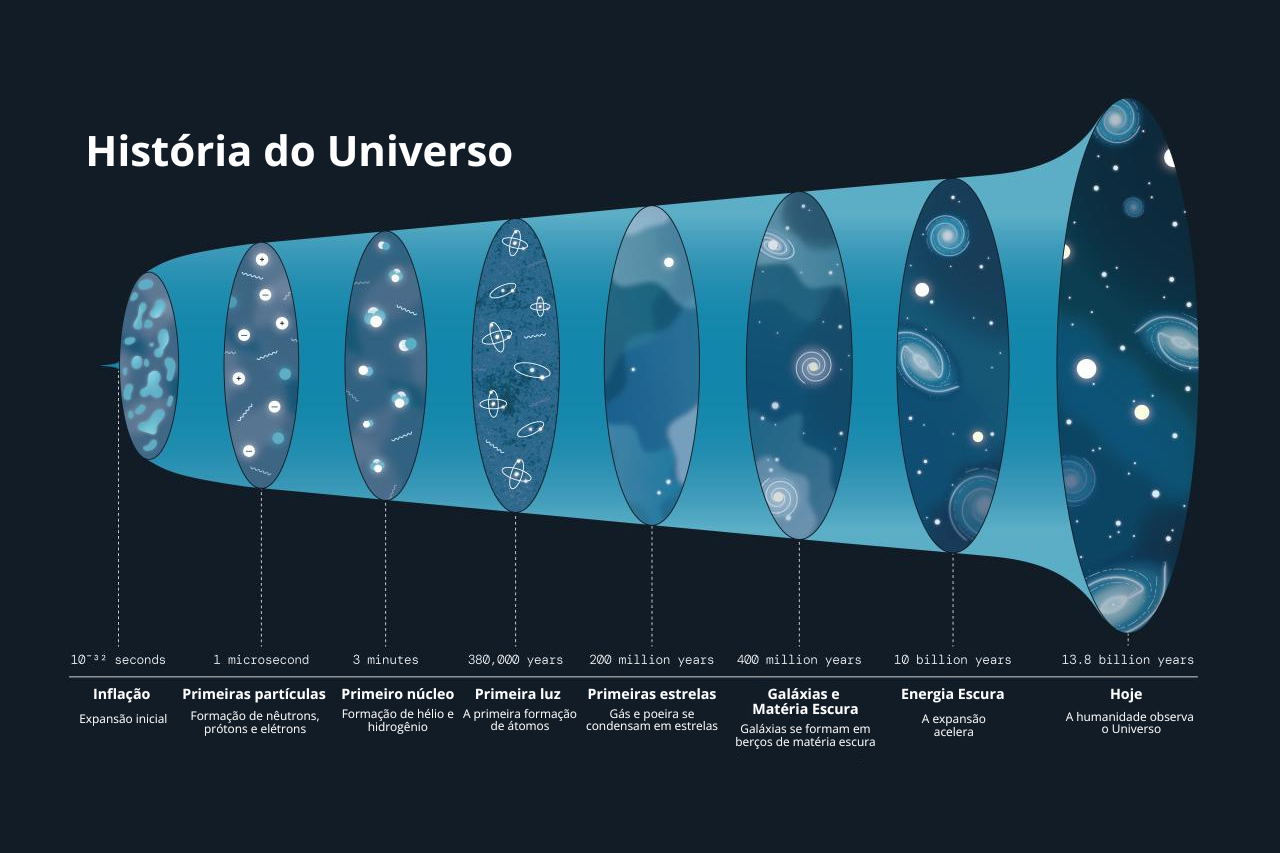 História do Universo
10⁻³² seconds
1 microsecond
3 minutes
380,000 years
200 million years
400 million years
10 billion years
13.8 billion years
Inflação
Expansão inicial
Primeiras partículas
Formação de nêutrons,
prótons e elétrons
Primeiro núcleo
Formação de hélio e
hidrogênio
Primeira luz
A primeira formação
de átomos
Primeiras estrelas
Gás e poeira se
condensam em estrelas
Galáxias e
Matéria Escura
Galáxias se formam em
berços de matéria escura
Energia Escura
A expansão
acelera
Hoje
A humanidade observa
o Universo